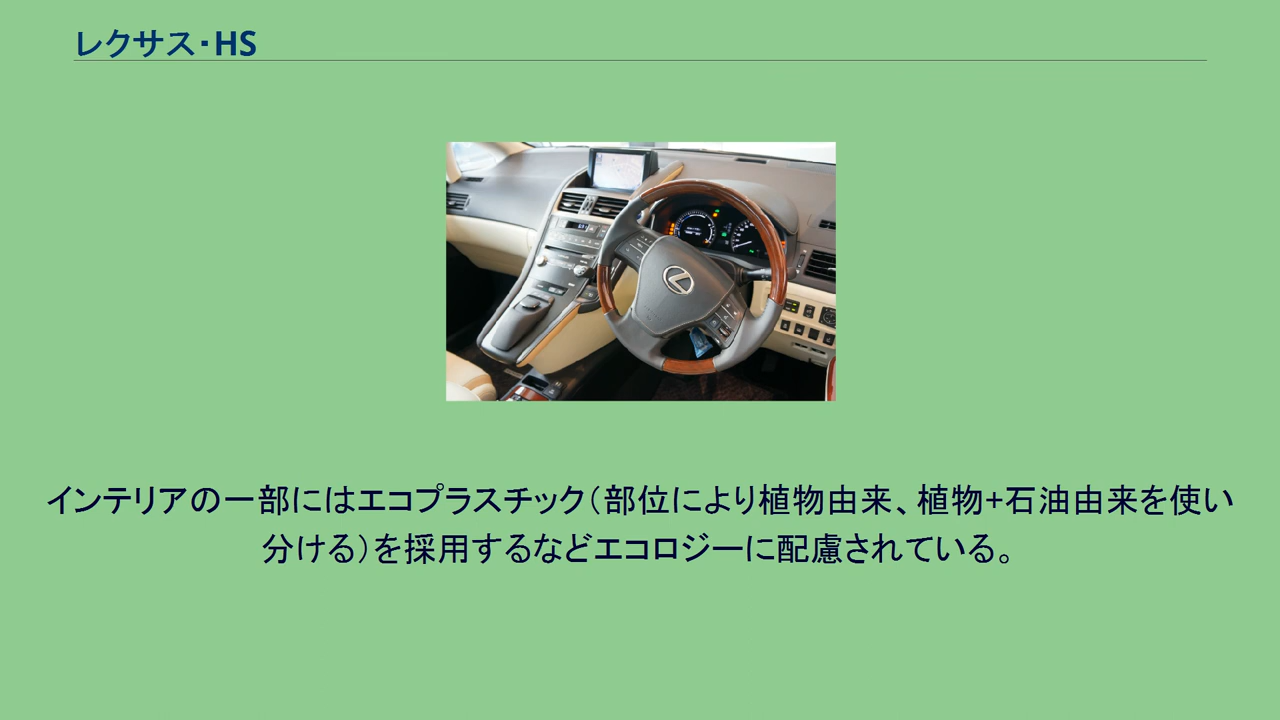 レクサス・HS
インテリアの一部にはエコプラスチック（部位により植物由来、植物+石油由来を使い
分ける）を採用するなどエコロジーに配慮されている。